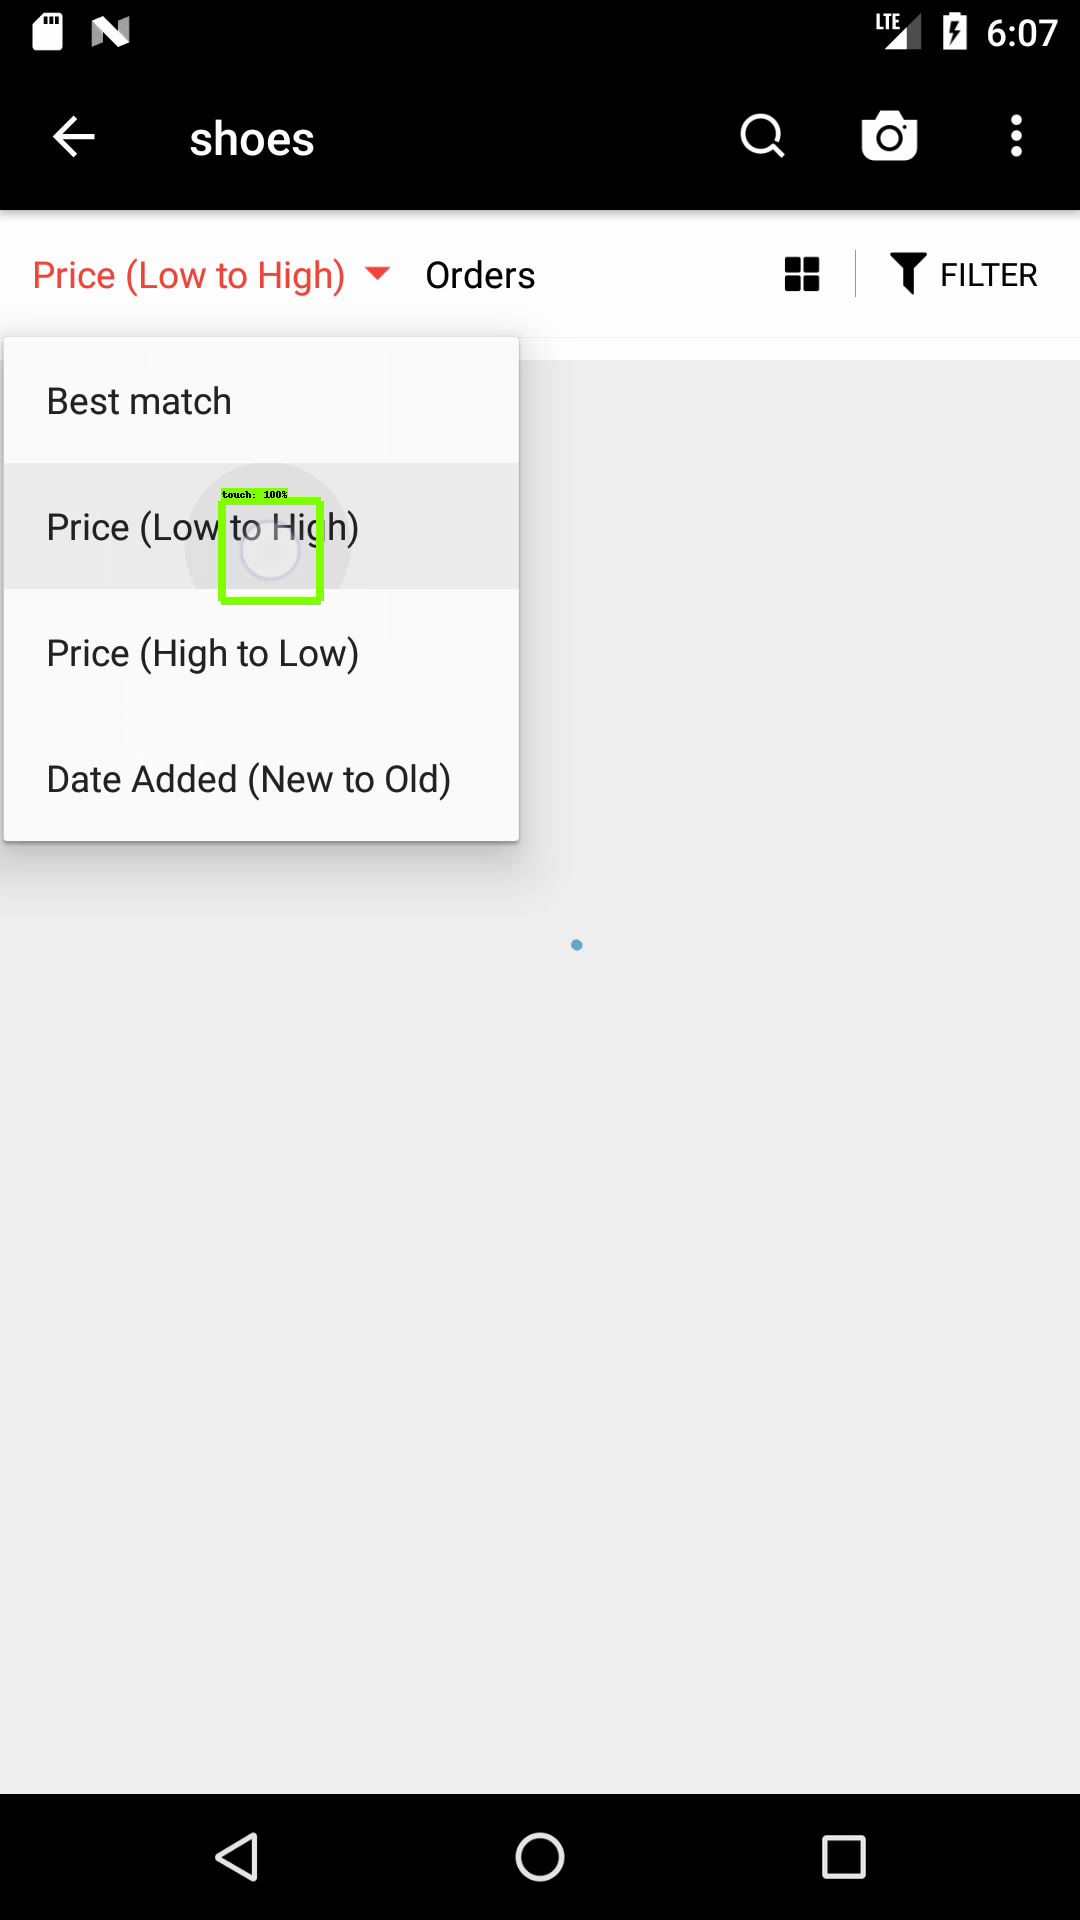 LTE 6:07
shoes
Price (Low to High) Orders FILTER
Best match
touch: 100%
Price (Low to High)
Price (High to Low)
Date Added (New to Old)